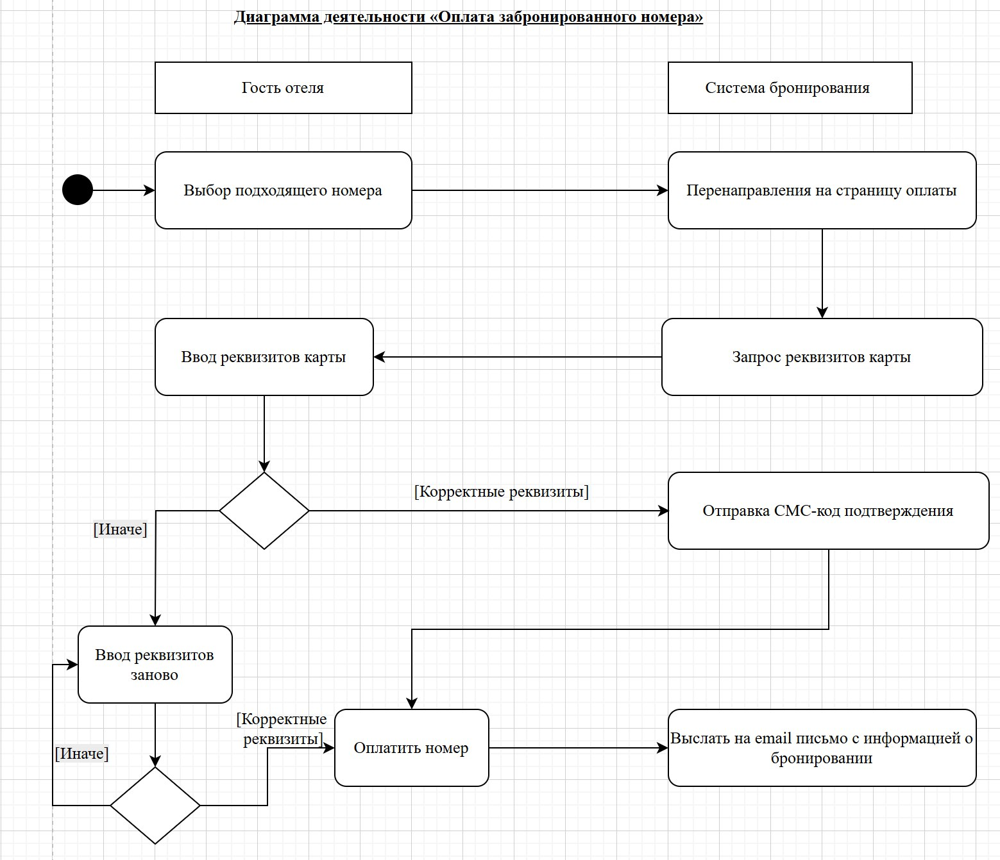 Диаграмма деятельности «Оплата забронированного номера»
Гость отеля
Система бронирования
Выбор подходящего номера
Перенаправления на страницу оплаты
Ввод реквизитов карты
Запрос реквизитов карты
[Корректные реквизиты]
Отправка СМС-код подтверждения
[Иначе]
Ввод реквизитов
заново
[Корректные
реквизиты]
Оплатить номер
Выслать на email письмо с информацией о
бронировании
[Иначе]